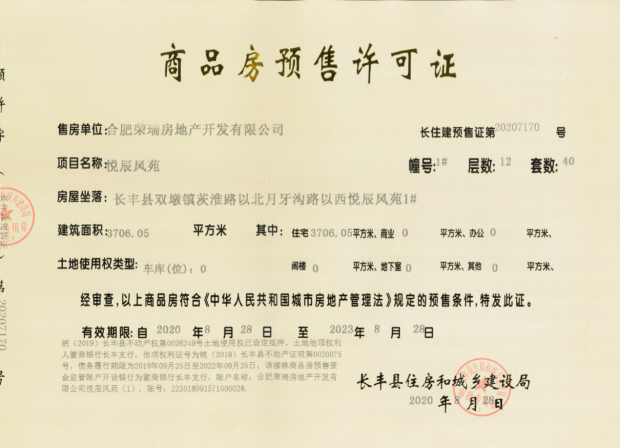 商品房预售许可证
售房单位:合肥荣瑞房地产开发有限公司 长住建预售证第20207170 号
项目名称:悦辰风苑 幢号:1# 层数:12 套数:40
房屋坐落:长丰县双墩镇茨淮路以北月牙沟路以西悦辰风苑1#
建筑面积:3706.05 平方米 其中: 住宅3706.05平方米、商业 0 平方米、办公 0 平方米、
土地使用权类型: 车库(位): 0 阁楼 0 平方米、地下室 0 平方米、其他 0 平方米、
经审查,以上商品房符合《中华人民共和国城市房地产管理法》规定的预售条件,特发此证。
有效期限:自 2020 年 8 月 28 日 至 2023 年 8 月 28 日
皖(2019)长丰县不动产权第0026249号土地使用权已设定抵押,土地他项权利
人徽商银行长丰支行,他项权利证号为皖(2019)长丰县不动产证明第0020075
号,债务履行期限为2019年09月25日至2022年09月25日;该楼栋商品房预售资
金监管账户开设银行为徽商银行长丰支行,账户名称:合肥荣瑞房地产开发有
限公司悦辰风苑(1),账号:223018991571000028.
长丰县住房和城乡建设局
2020 年 8 月 28 日
20207170
号